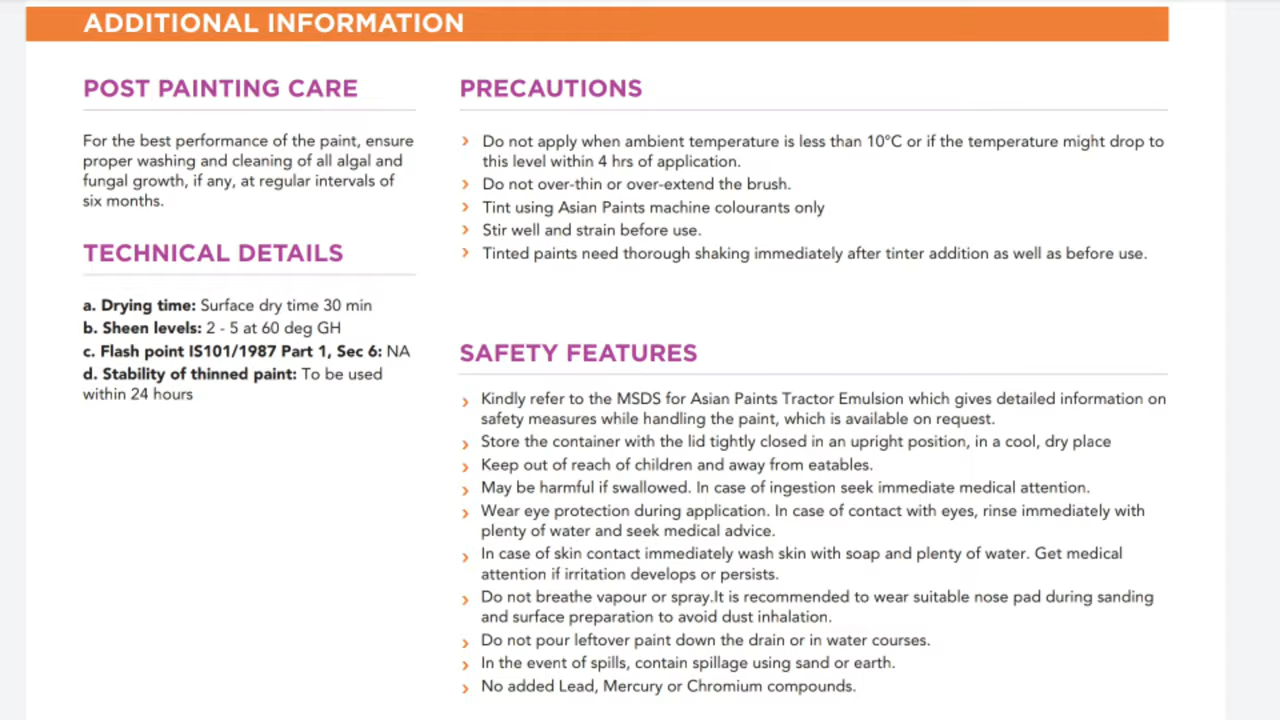 ADDITIONAL INFORMATION
POST PAINTING CARE
For the best performance of the paint, ensure
proper washing and cleaning of all algal and
fungal growth, if any, at regular intervals of
six months.
TECHNICAL DETAILS
a. Drying time: Surface dry time 30 min
b. Sheen levels: 2 - 5 at 60 deg GH
c. Flash point IS101/1987 Part 1, Sec 6: NA
d. Stability of thinned paint: To be used
within 24 hours
PRECAUTIONS
› Do not apply when ambient temperature is less than 10°C or if the temperature might drop to
this level within 4 hrs of application.
› Do not over-thin or over-extend the brush.
› Tint using Asian Paints machine colourants only
› Stir well and strain before use.
› Tinted paints need thorough shaking immediately after tinter addition as well as before use.
SAFETY FEATURES
› Kindly refer to the MSDS for Asian Paints Tractor Emulsion which gives detailed information on
safety measures while handling the paint, which is available on request.
› Store the container with the lid tightly closed in an upright position, in a cool, dry place
› Keep out of reach of children and away from eatables.
› May be harmful if swallowed. In case of ingestion seek immediate medical attention.
› Wear eye protection during application. In case of contact with eyes, rinse immediately with
plenty of water and seek medical advice.
› In case of skin contact immediately wash skin with soap and plenty of water. Get medical
attention if irritation develops or persists.
› Do not breathe vapour or spray.It is recommended to wear suitable nose pad during sanding
and surface preparation to avoid dust inhalation.
› Do not pour leftover paint down the drain or in water courses.
› In the event of spills, contain spillage using sand or earth.
› No added Lead, Mercury or Chromium compounds.